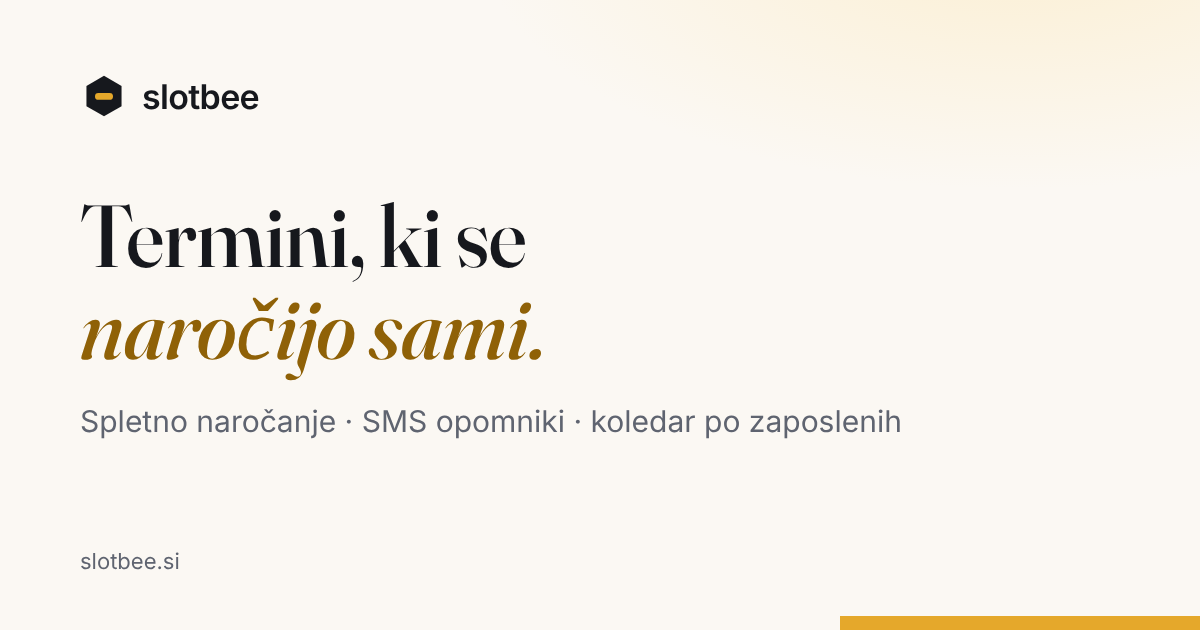 slotbee
Termini, ki se
naročijo sami.
Spletno naročanje · SMS opomniki · koledar po zaposlenih
slotbee.si